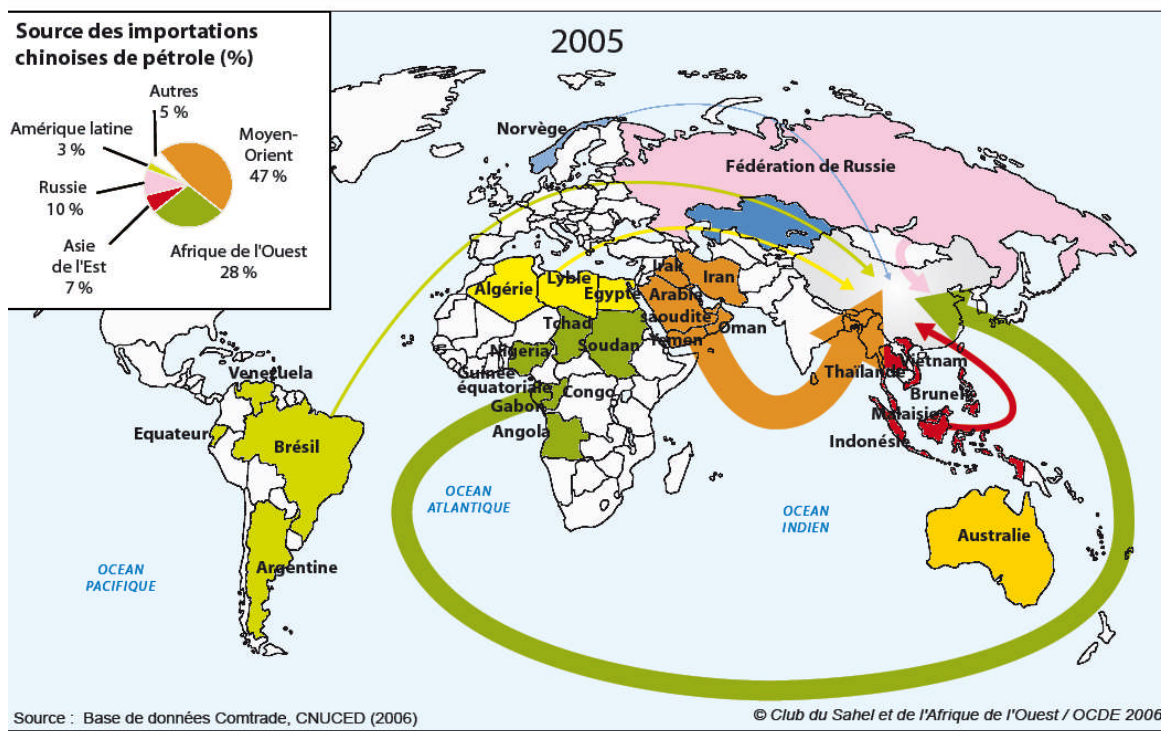 Source des importations
chinoises de pétrole (%)
Autres
5 %
Amérique latine
3 %
Moyen-
Orient
47 %
Russie
10 %
Asie
de l'Est
7 %
Afrique de l'Ouest
28 %
2005
Norvège
Fédération de Russie
Algérie
Lybie
Egypte
Irak
Iran
Arabie
saoudite
Oman
Yemen
Tchad
Soudan
Nigeria
Guinée
équatoriale
Congo
Gabon
Angola
Venezuela
Equateur
Brésil
Argentine
Vietnam
Thaïlande
Brunei
Malaisie
Indonésie
Australie
OCEAN
ATLANTIQUE
OCEAN
INDIEN
OCEAN
PACIFIQUE
Source : Base de données Comtrade, CNUCED (2006)
© Club du Sahel et de l'Afrique de l'Ouest / OCDE 2006